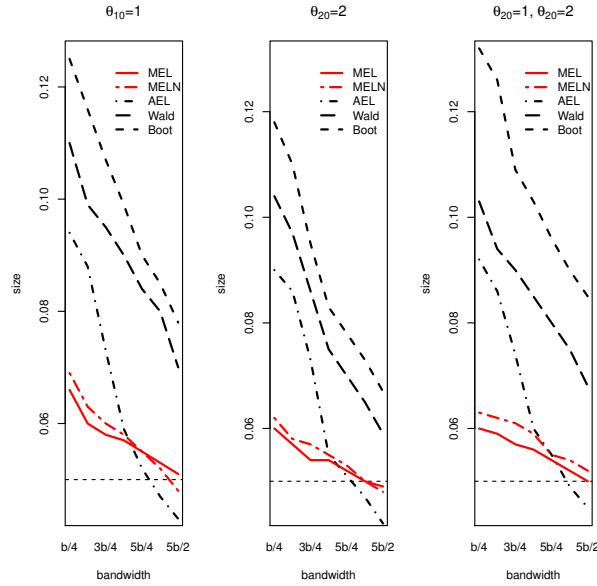 θ10=1
θ20=2
θ20=1, θ20=2
size
0.06
0.08
0.10
0.12
MEL
MELN
AEL
Wald
Boot
b/4
3b/4
5b/4
5b/2
bandwidth
size
0.06
0.08
0.10
0.12
MEL
MELN
AEL
Wald
Boot
b/4
3b/4
5b/4
5b/2
bandwidth
size
0.06
0.08
0.10
0.12
MEL
MELN
AEL
Wald
Boot
b/4
3b/4
5b/4
5b/2
bandwidth